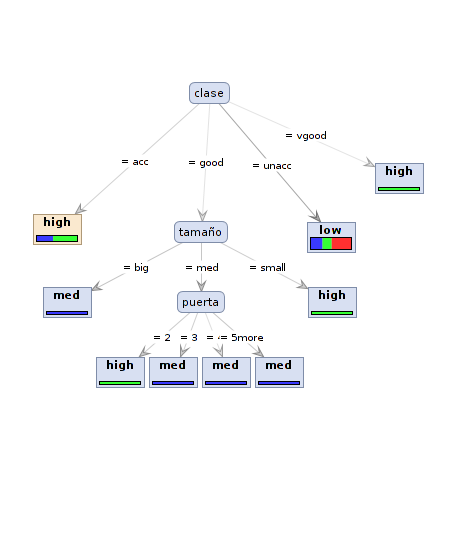 clase
= vgood
= acc
= good
= unacc
high
high
tamaño
low
= big
= med
= small
med
puerta
high
= 2
= 3
=
= 5more
high
med
med
med